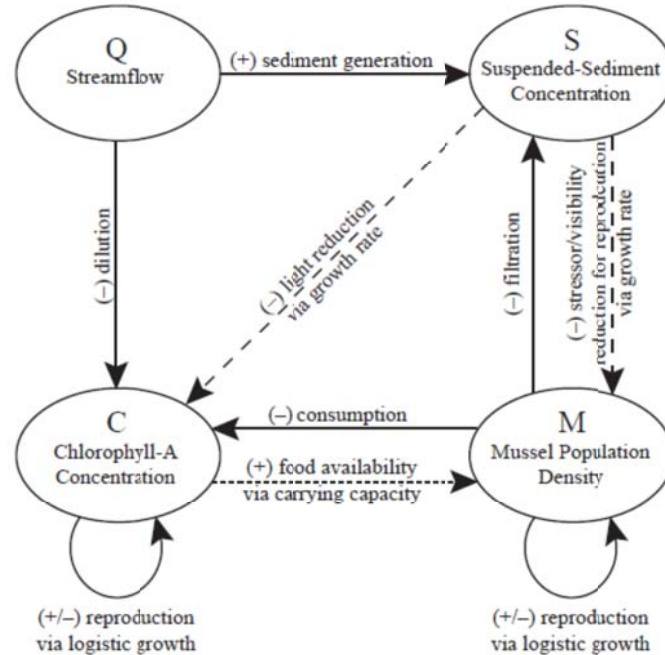 Q
Streamflow
(+) sediment generation
S
Suspended-Sediment
Concentration
(−) dilution
(−) light reduction
via growth rate
(−) filtration
(−) stressor/visibility
reduction for reproduction
via growth rate
C
Chlorophyll-A
Concentration
(−) consumption
(+) food availability
via carrying capacity
M
Mussel Population
Density
(+/−) reproduction
via logistic growth
(+/−) reproduction
via logistic growth